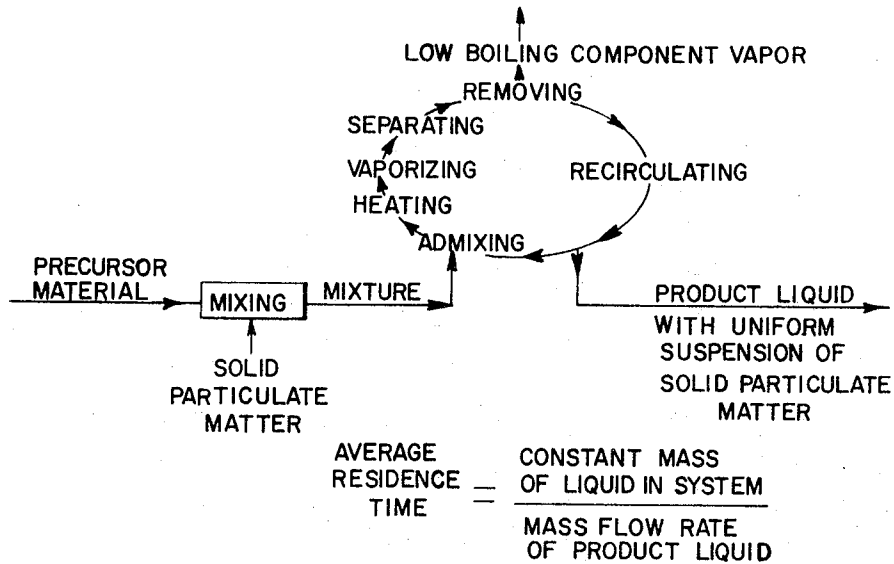 LOW BOILING COMPONENT VAPOR
REMOVING
SEPARATING
VAPORIZING
RECIRCULATING
HEATING
ADMIXING
PRECURSOR
MATERIAL
MIXING
MIXTURE
SOLID
PARTICULATE
MATTER
PRODUCT LIQUID
WITH UNIFORM
SUSPENSION OF
SOLID PARTICULATE
MATTER
AVERAGE
RESIDENCE
TIME
=
CONSTANT MASS
OF LIQUID IN SYSTEM
MASS FLOW RATE
OF PRODUCT LIQUID